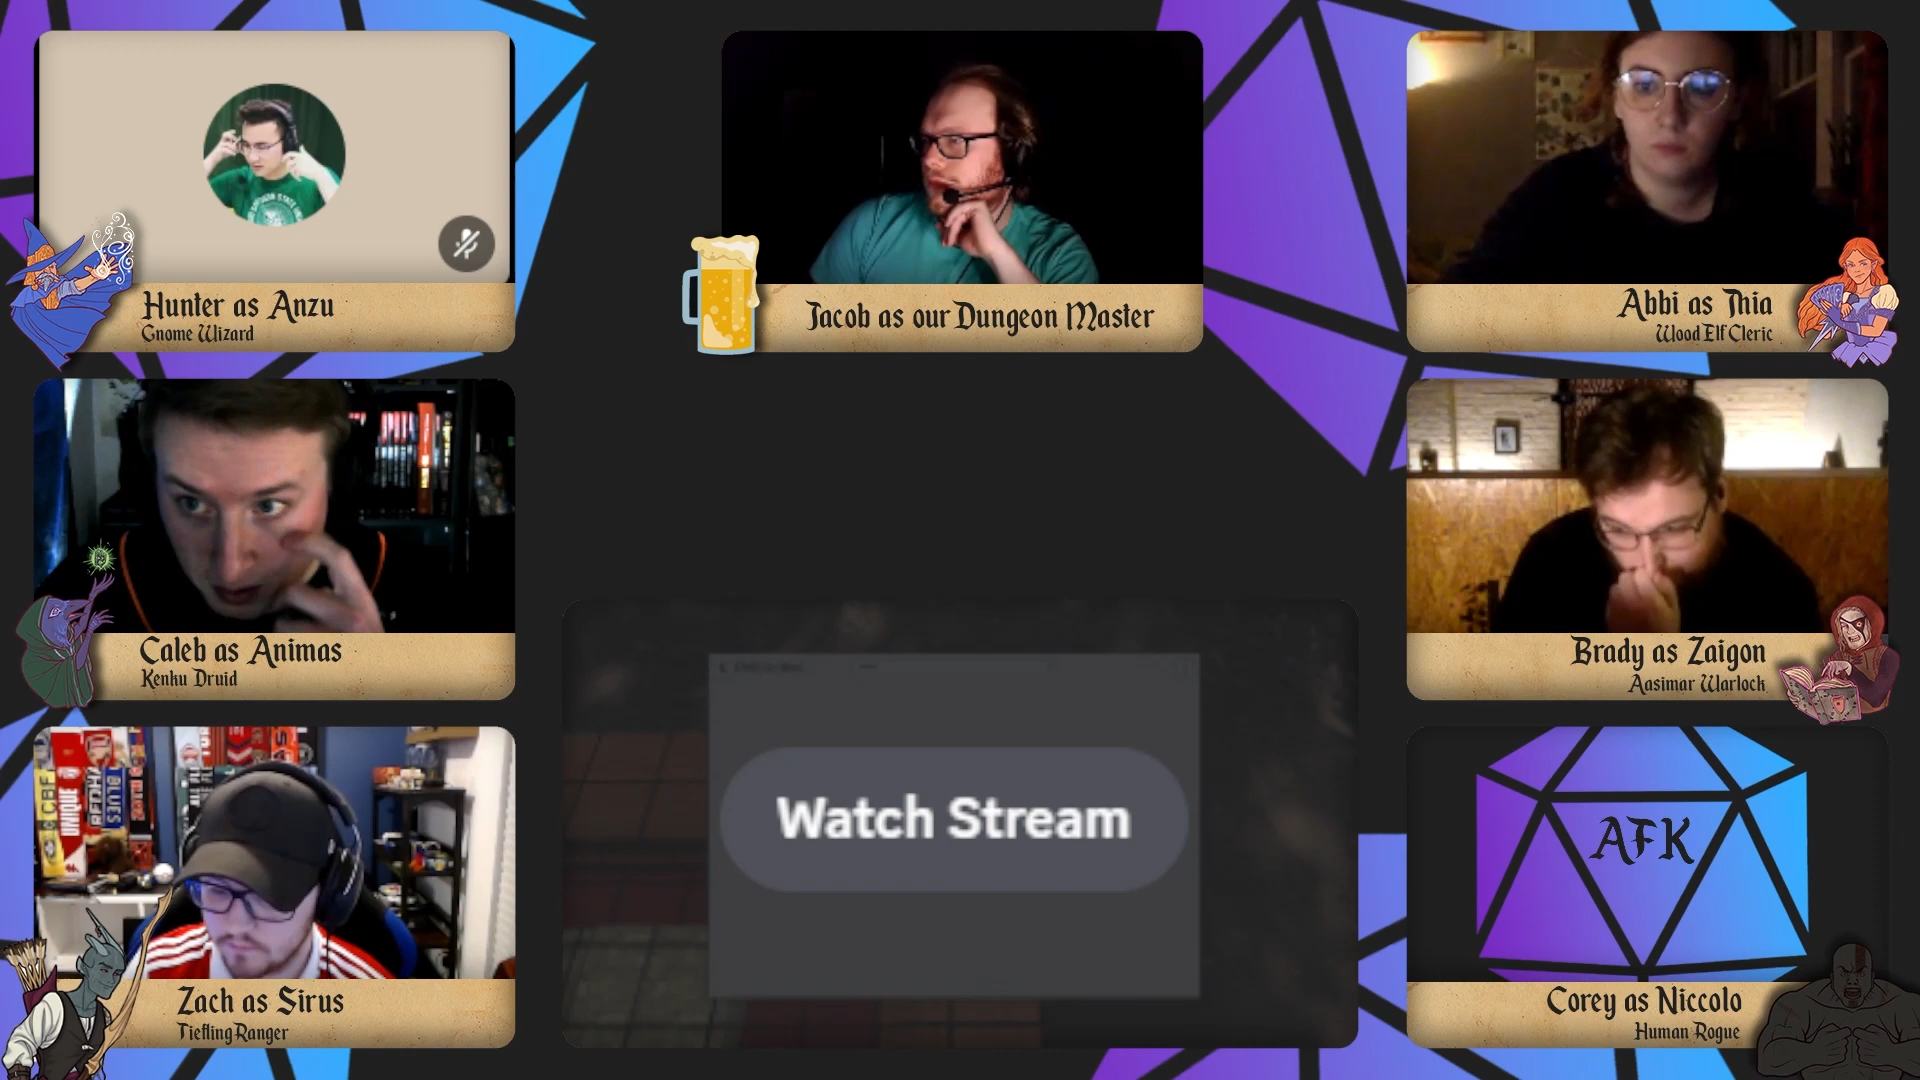 Hunter as Anzu
Gnome Wizard
Jacob as our Dungeon Master
Abbi as Thia
Wood Elf Cleric
Caleb as Animas
Kenku Druid
Brady as Zaigon
Aasimar Warlock
UNIQUE
BLUES
Watch Stream
AFK
Zach as Sirus
Tiefling Ranger
Corey as Niccolo
Human Rogue